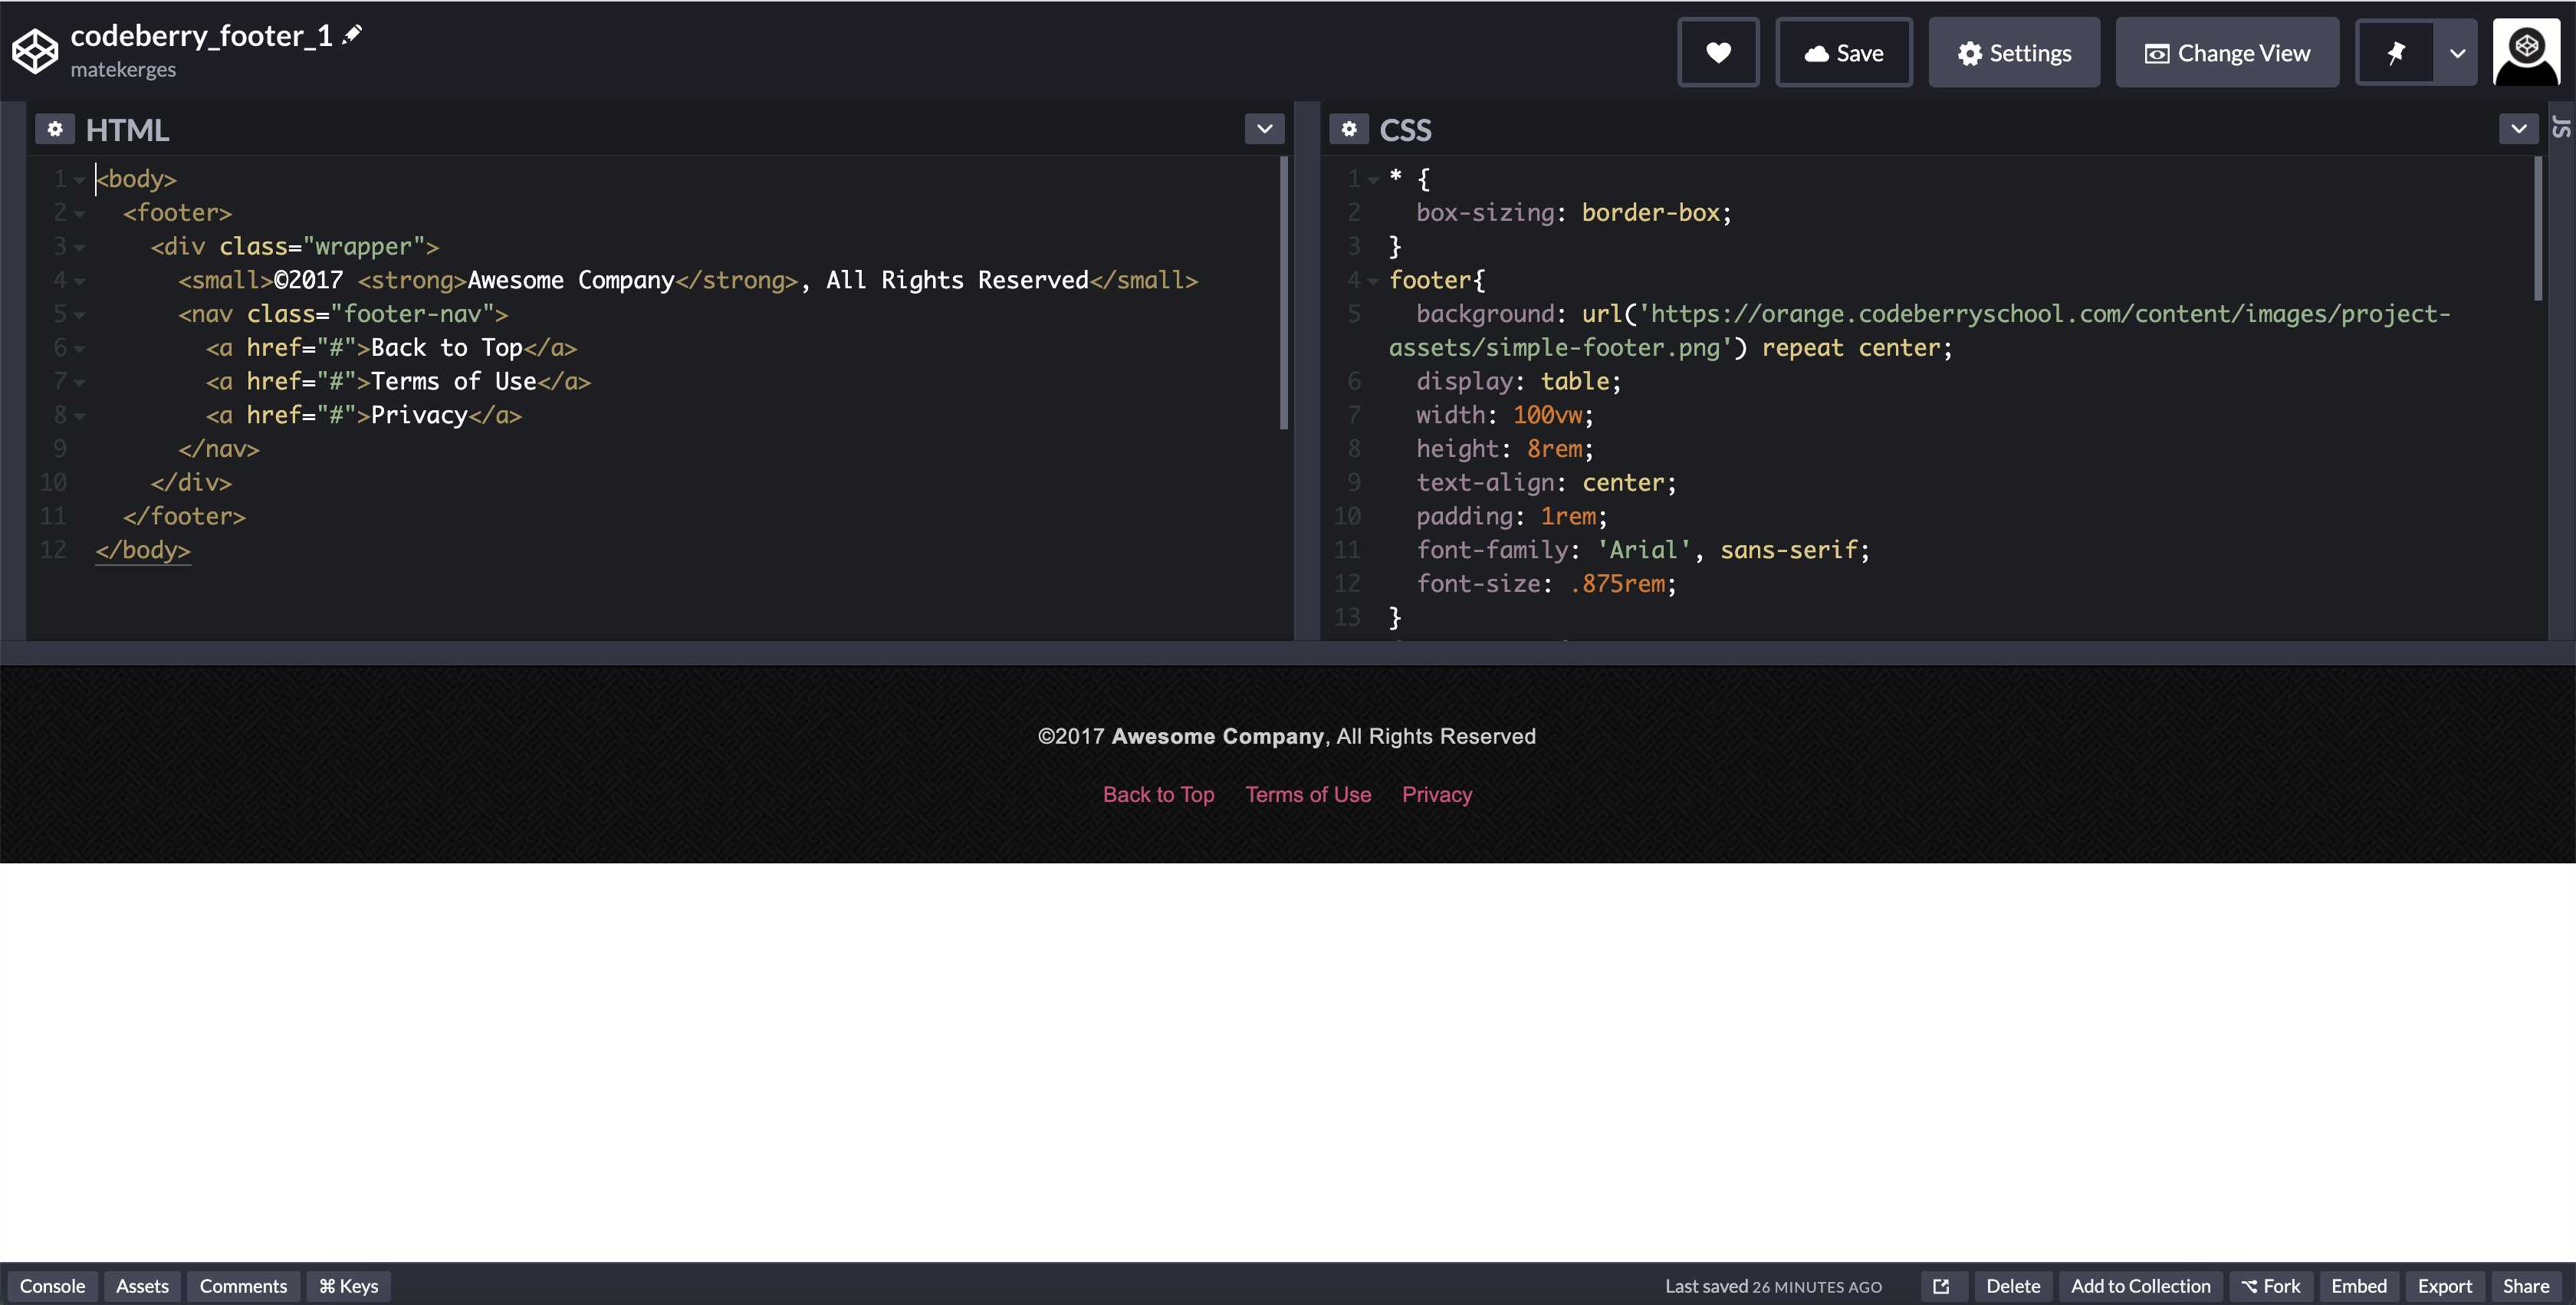 codeberry_footer_1
matekerges
Save
Settings
Change View
HTML
1 <body>
2 <footer>
3 <div class="wrapper">
4 <small>©2017 <strong>Awesome Company</strong>, All Rights Reserved</small>
5 <nav class="footer-nav">
6 <a href="#">Back to Top</a>
7 <a href="#">Terms of Use</a>
8 <a href="#">Privacy</a>
9 </nav>
10 </div>
11 </footer>
12 </body>
CSS
1 * {
2 box-sizing: border-box;
3 }
4 footer{
5 background: url('https://orange.codeberryschool.com/content/images/project-
assets/simple-footer.png') repeat center;
6 display: table;
7 width: 100vw;
8 height: 8rem;
9 text-align: center;
10 padding: 1rem;
11 font-family: 'Arial', sans-serif;
12 font-size: .875rem;
13 }
JS
©2017 Awesome Company, All Rights Reserved
Back to Top Terms of Use Privacy
Console Assets Comments ⌘ Keys Last saved 26 MINUTES AGO Delete Add to Collection ⌥ Fork Embed Export Share